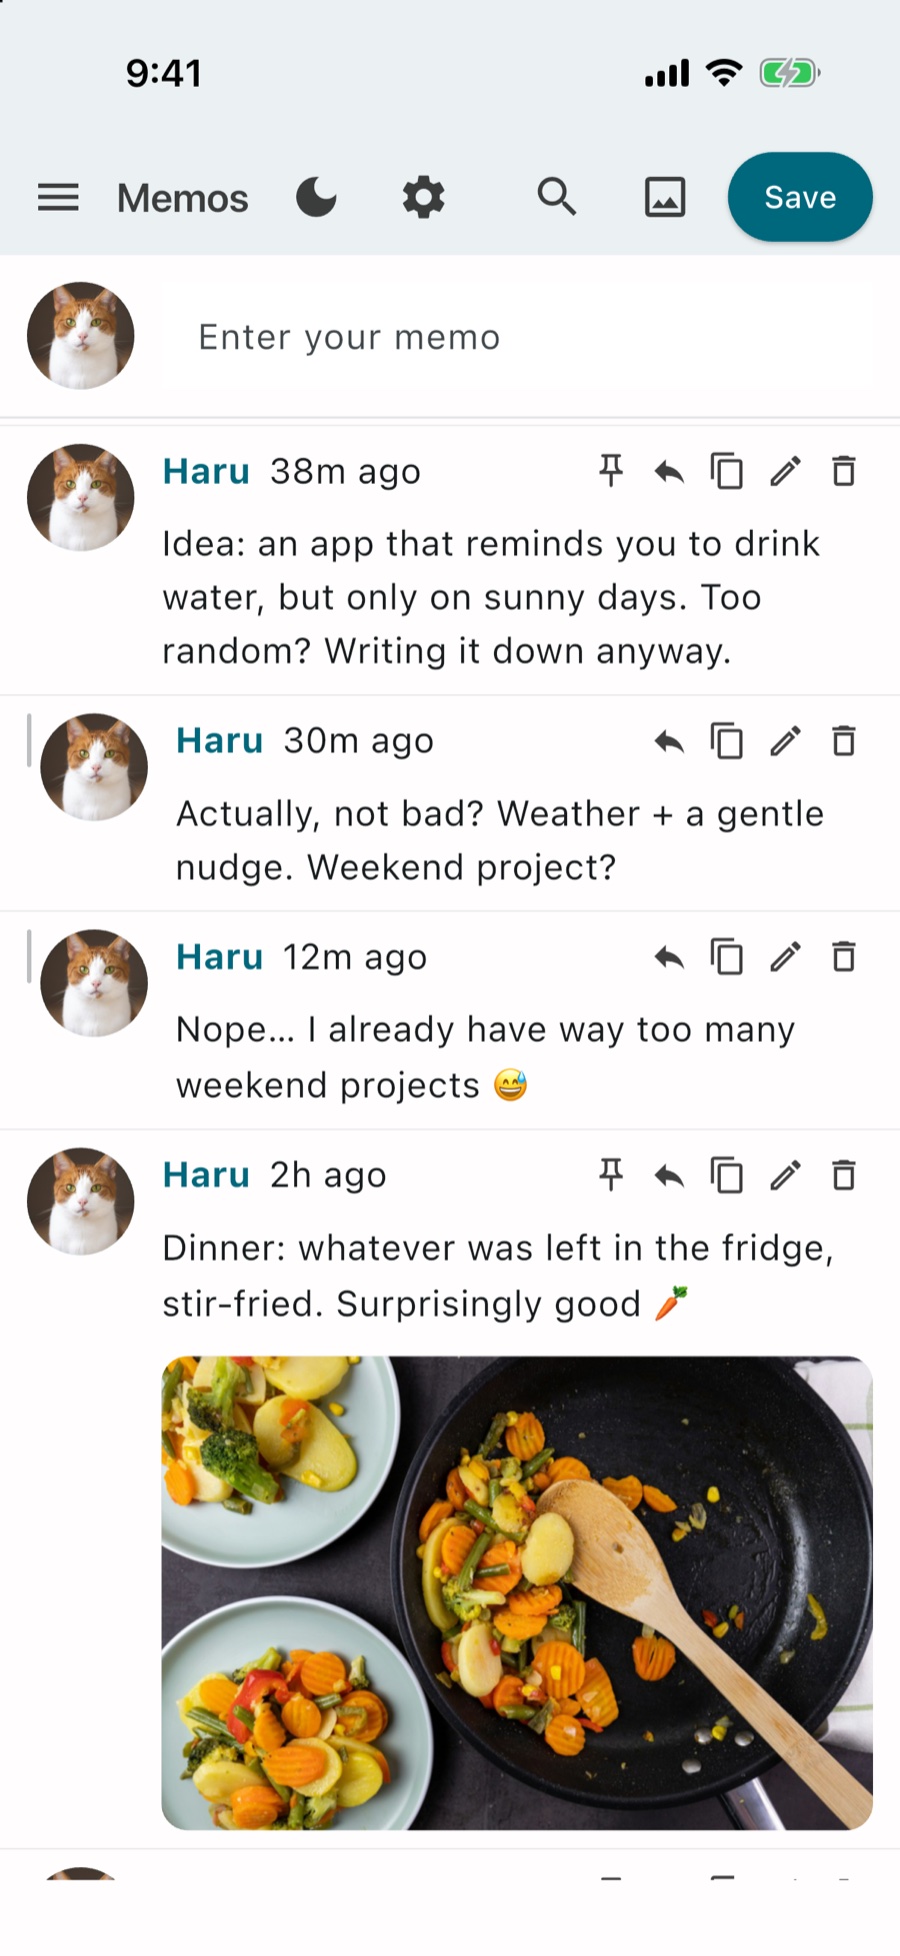 9:41
Memos
Save
Enter your memo
Haru 38m ago
Idea: an app that reminds you to drink
water, but only on sunny days. Too
random? Writing it down anyway.
Haru 30m ago
Actually, not bad? Weather + a gentle
nudge. Weekend project?
Haru 12m ago
Nope... I already have way too many
weekend projects 😅
Haru 2h ago
Dinner: whatever was left in the fridge,
stir-fried. Surprisingly good 🥕